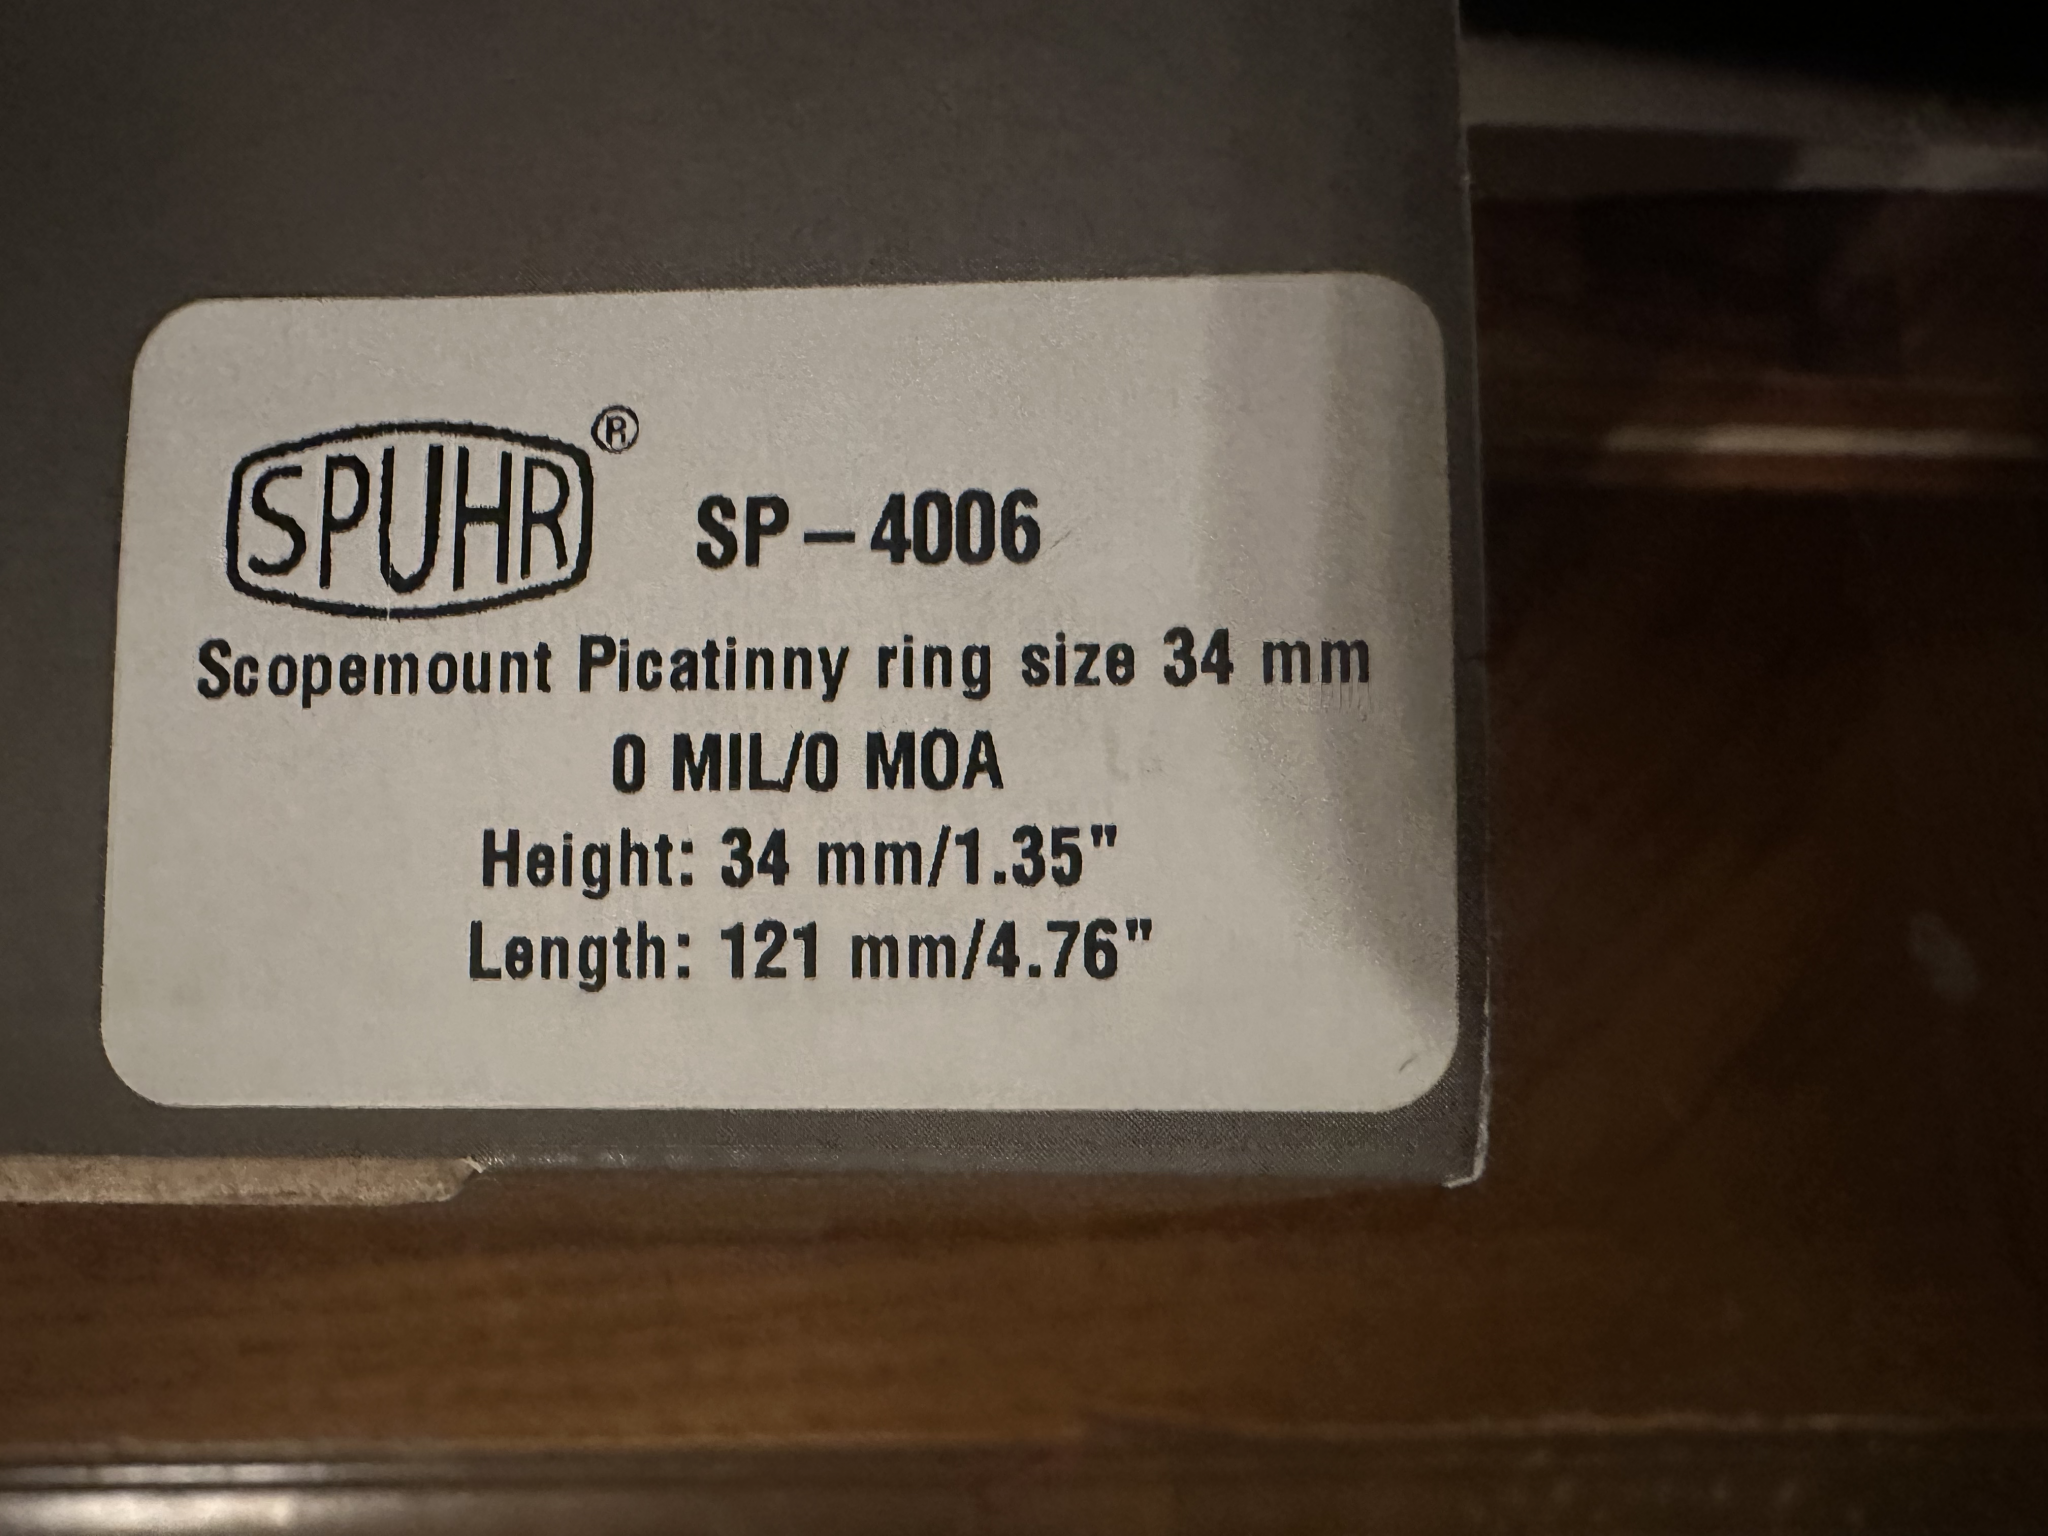 SPUHR® SP-4006
Scopemount Picatinny ring size 34 mm
0 MIL/0 MOA
Height: 34 mm/1.35"
Length: 121 mm/4.76"